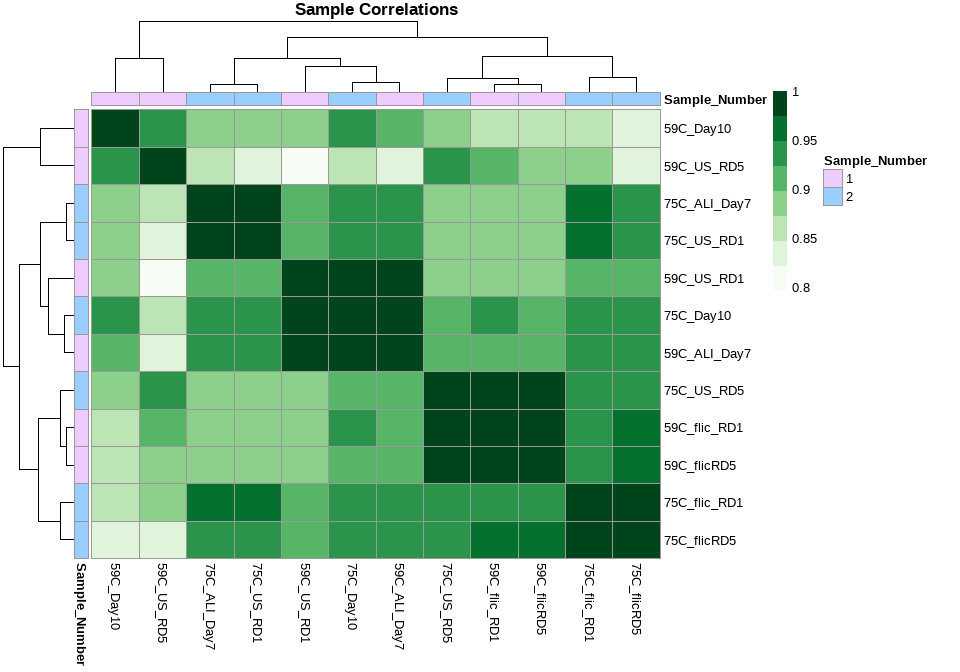 Sample Correlations
Sample_Number
59C_Day10
59C_US_RD5
75C_ALI_Day7
75C_US_RD1
59C_US_RD1
75C_Day10
59C_ALI_Day7
75C_US_RD5
59C_flic_RD1
59C_flicRD5
75C_flic_RD1
75C_flicRD5
1
0.95
0.9
0.85
0.8
Sample_Number
1
2
Sample_Number
59C_Day10
59C_US_RD5
75C_ALI_Day7
75C_US_RD1
59C_US_RD1
75C_Day10
59C_ALI_Day7
75C_US_RD5
59C_flic_RD1
59C_flicRD5
75C_flic_RD1
75C_flicRD5